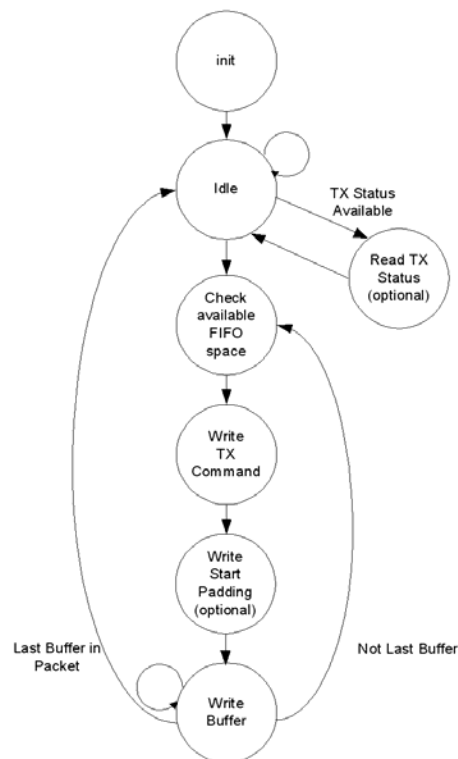 init
Idle
TX Status
Available
Read TX
Status
(optional)
Check
available
FIFO
space
Write
TX
Command
Write
Start
Padding
(optional)
Last Buffer in
Packet
Not Last Buffer
Write
Buffer